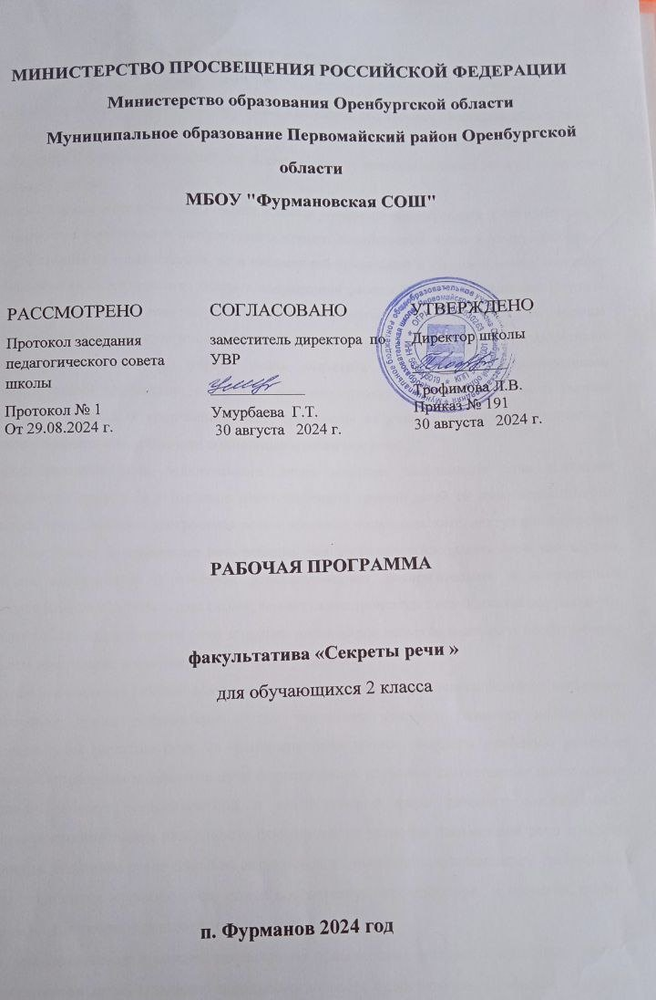 МИНИСТЕРСТВО ПРОСВЕЩЕНИЯ РОССИЙСКОЙ ФЕДЕРАЦИИ
Министерство образования Оренбургской области
Муниципальное образование Первомайский район Оренбургской
области
МБОУ "Фурмановская СОШ"
РАССМОТРЕНО
Протокол заседания
педагогического совета
школы
Протокол № 1
От 29.08.2024 г.
СОГЛАСОВАНО
заместитель директора по
УВР
Умурбаева Г.Т.
30 августа 2024 г.
УТВЕРЖДЕНО
Директор школы
Трофимова Л.В.
Приказ № 191
30 августа 2024 г.
РАБОЧАЯ ПРОГРАММА
факультатива «Секреты речи »
для обучающихся 2 класса
п. Фурманов 2024 год